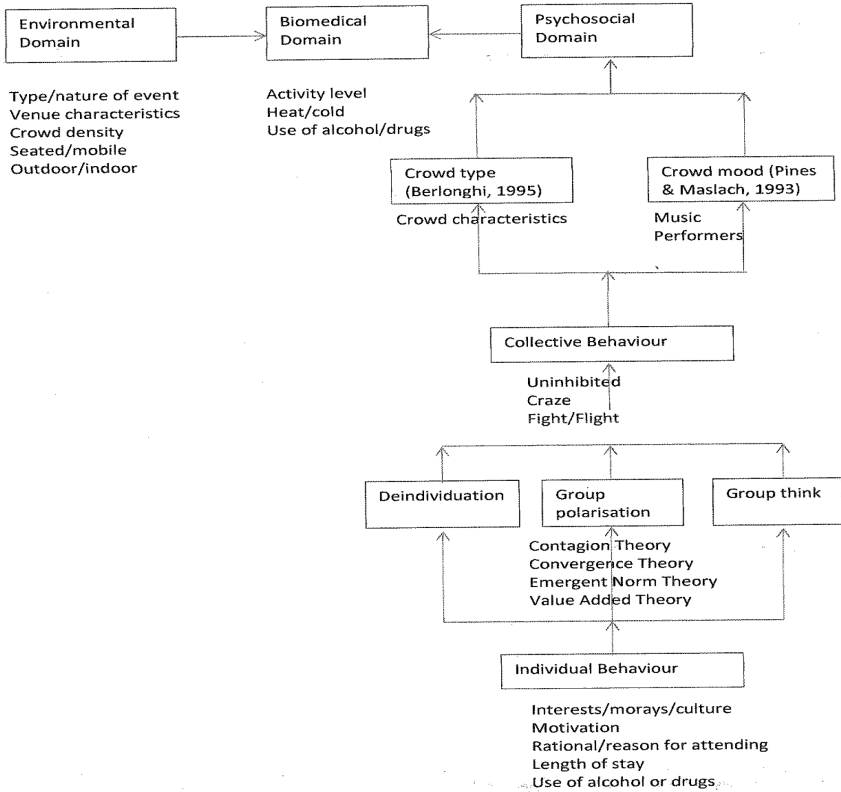 Environmental
Domain
Biomedical
Domain
Psychosocial
Domain
Type/nature of event
Venue characteristics
Crowd density
Seated/mobile
Outdoor/indoor
Activity level
Heat/cold
Use of alcohol/drugs
Crowd type
(Berlonghi, 1995)
Crowd mood (Pines
& Maslach, 1993)
Crowd characteristics
Music
Performers
Collective Behaviour
Uninhibited
Craze
Fight/Flight
Deindividuation
Group
polarisation
Group think
Contagion Theory
Convergence Theory
Emergent Norm Theory
Value Added Theory
Individual Behaviour
Interests/morays/culture
Motivation
Rational/reason for attending
Length of stay
Use of alcohol or drugs